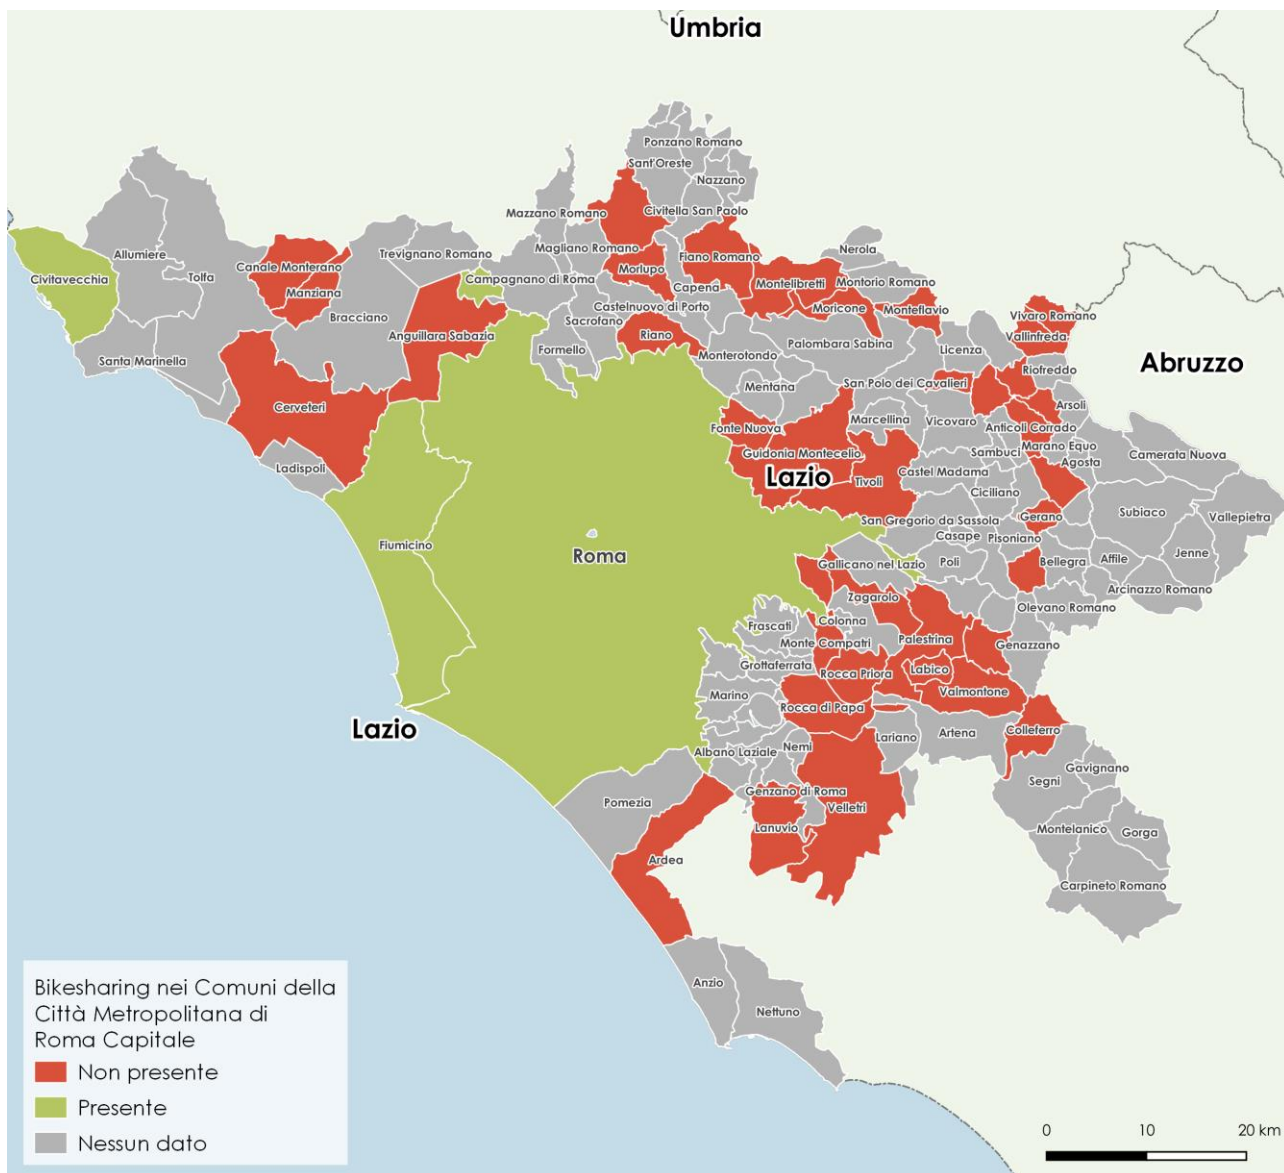 Umbria
Ponzano Romano
Sant'Oreste
Nazzano
Mazzano Romano
Civitella San Paolo
Allumiere
Trevignano Romano
Magliano Romano
Nerola
Canale Monterano
Fiano Romano
Civitavecchia
Tolfa
Campagnano di Roma
Morlupo
Montelibretti
Montorio Romano
Manziana
Capena
Castelnuovo di Porto
Moricone
Monteflavio
Bracciano
Sacrofano
Vivaro Romano
Anguillara Sabazia
Riano
Vallinfreda
Palombara Sabina
Santa Marinella
Formello
Monterotondo
Licenza
Abruzzo
Riofreddo
Mentana
San Polo dei Cavalieri
Cerveteri
Arsoli
Marcellina
Vicovaro
Fonte Nuova
Anticoli Corrado
Marano Equo
Guidonia Montecelio
Sambuci
Camerata Nuova
Ladispoli
Agosta
Lazio
Castel Madama
Tivoli
Ciciliano
Subiaco
Vallepietra
Gerano
San Gregorio da Sassola
Casape
Pisoniano
Fiumicino
Roma
Jenne
Gallicano nel Lazio
Poli
Bellegra
Affile
Arcinazzo Romano
Zagarolo
Olevano Romano
Frascati
Colonna
Monte Compatri
Palestrina
Genazzano
Grottaferrata
Rocca Priora
Labico
Marino
Valmontone
Rocca di Papa
Lazio
Colleferro
Artena
Lariano
Albano Laziale
Nemi
Gavignano
Segni
Genzano di Roma
Pomezia
Velletri
Lanuvio
Montelanico
Gorga
Ardea
Carpineto Romano
Anzio
Nettuno
Bikesharing nei Comuni della
Città Metropolitana di
Roma Capitale
Non presente
Presente
Nessun dato
0 10 20 km